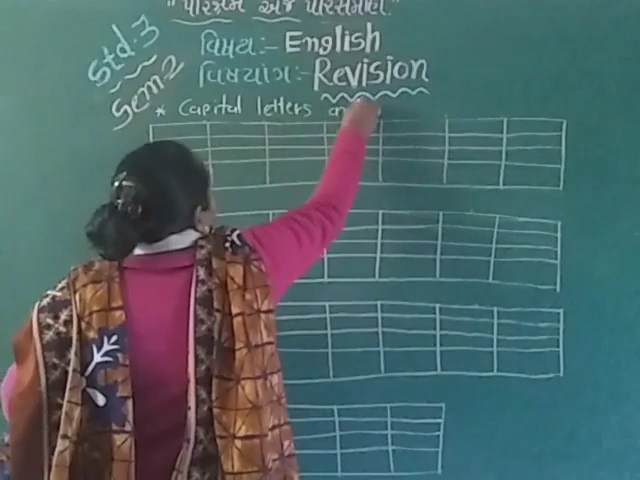 "પરિશ્રમ એજ પારસમણિ."
Std.3
Sem-2
વિષય:- English
વિષયાંગ:- Revision
* Capital letters an